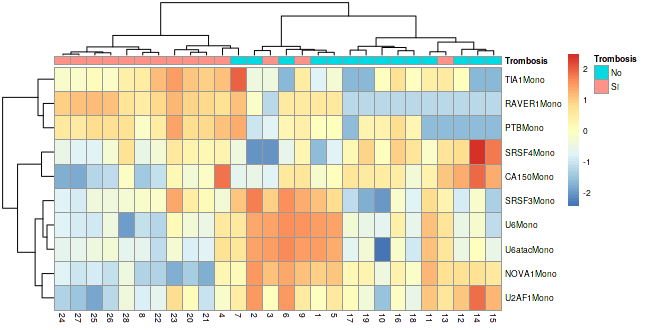 Trombosis
TIA1Mono
RAVER1Mono
PTBMono
SRSF4Mono
CA150Mono
SRSF3Mono
U6Mono
U6atacMono
NOVA1Mono
U2AF1Mono
24 27 25 26 28 8 22 23 20 21 4 7 2 3 6 9 1 5 17 19 10 16 18 11 13 12 14 15
2
1
0
-1
-2
Trombosis
No
SI